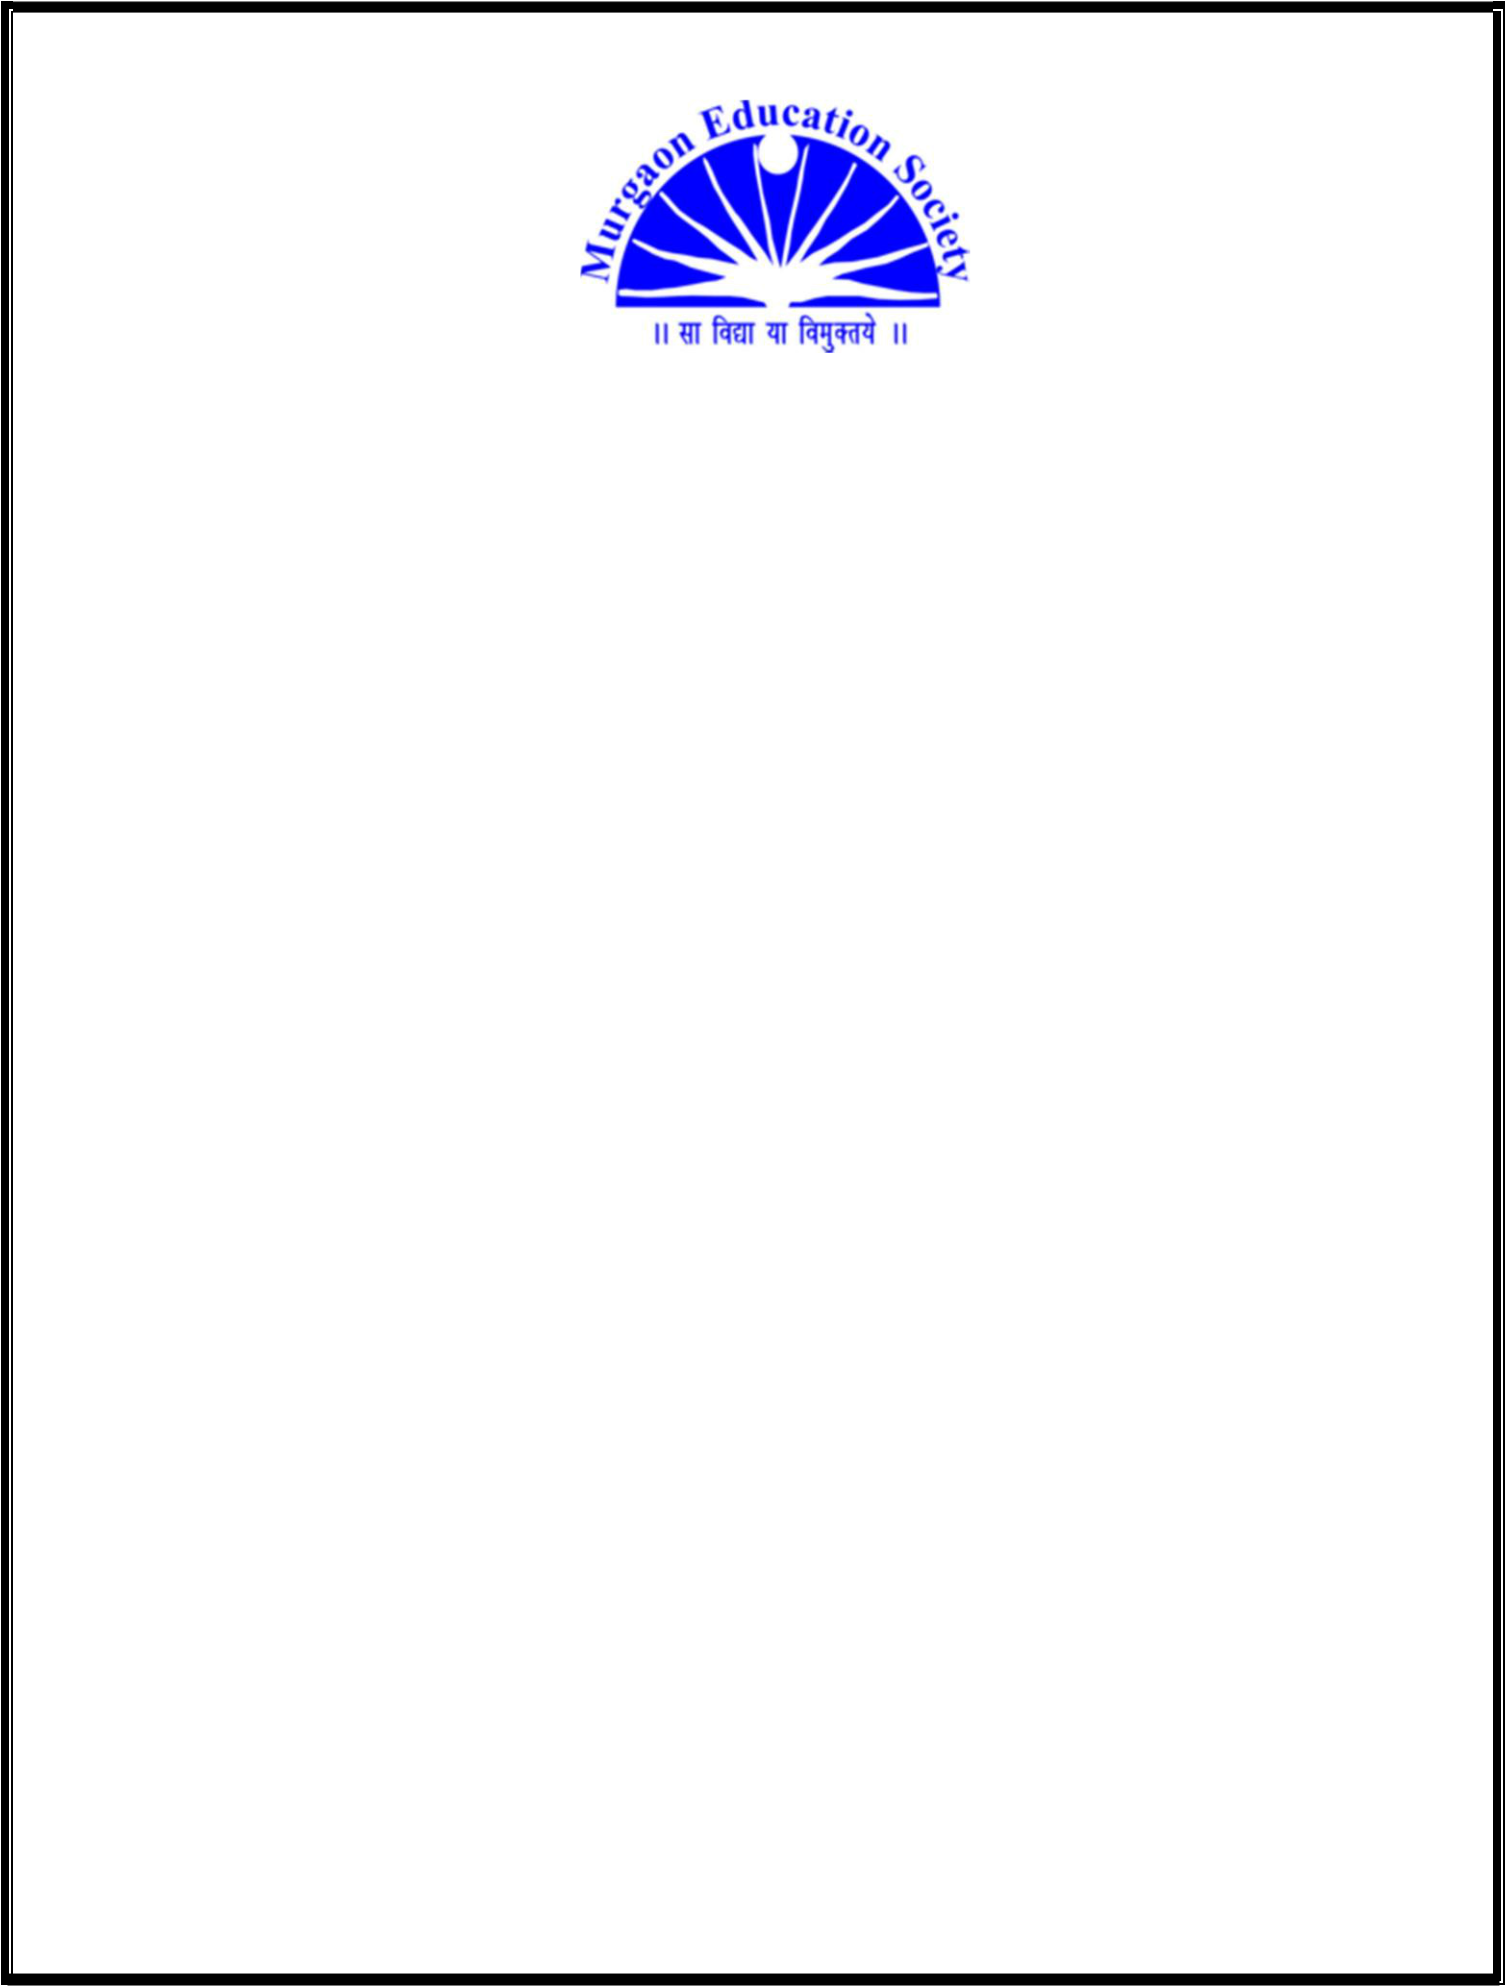 Murgaon Education Society
।। सा विद्या या विमुक्तये ।।